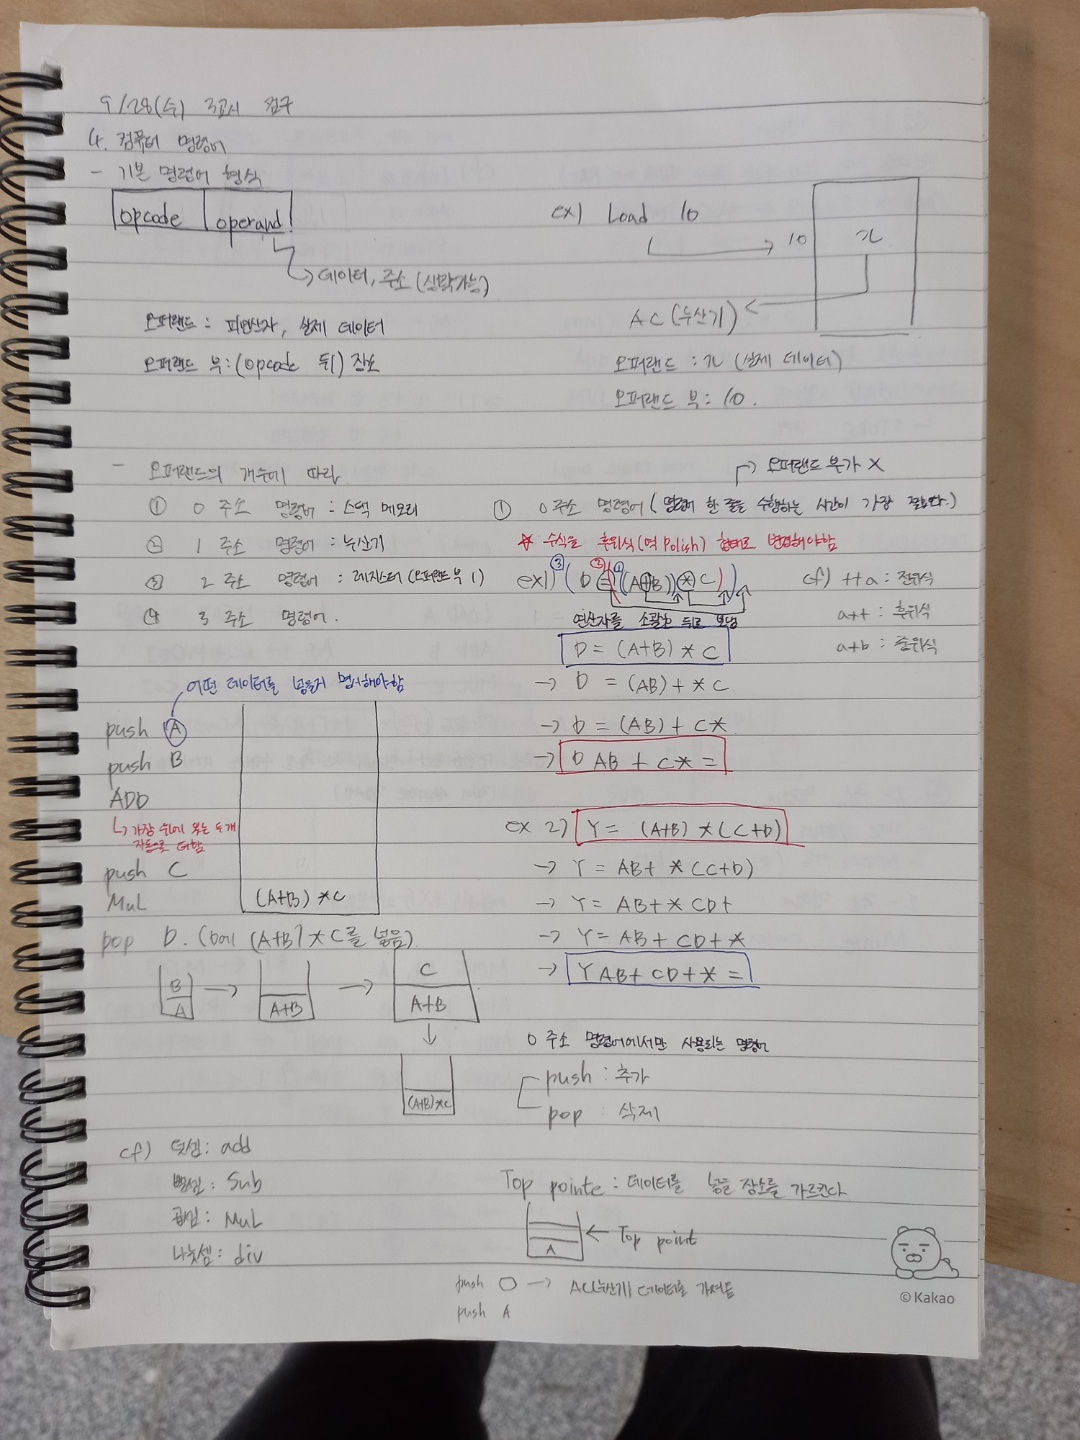 9/28(수) 3교시 컴구
4. 컴퓨터 명령어
- 기본 명령어 형식
opcode operand
→ 데이터, 주소 (생략가능)
오퍼랜드 : 피연산자, 실제 데이터
오퍼랜드 부 : (opcode 뒤) 장소
ex) Load 10
10 x
AC (누산기)
오퍼랜드 : x (실제 데이터)
오퍼랜드 부 : 10.
- 오퍼랜드의 개수에 따라
① 0 주소 명령어 : 스택 메모리
② 1 주소 명령어 : 누산기
③ 2 주소 명령어 : 레지스터 (오퍼랜드 부 1)
④ 3 주소 명령어.
→ 오퍼랜드 부가 X
① 0주소 명령어 ( 명령어 한 줄을 수행하는 시간이 가장 짧다.)
☆ 수식을 후위식(역 Polish) 형태로 변경해야함
ex1) ③ ( D = ② ( ① (A+B) * C ) )
연산자를 소괄호 뒤로 보냄
D = (A+B) * C
→ D = (AB) + * C
→ D = (AB) + C *
→ D AB + C * =
cf) ++a : 전위식
a++ : 후위식
a+b : 중위식
어떤 데이터를 넣을지 명시해야함
push A
push B
ADD
↳ 가장 위에 있는 두 개
자동으로 더함
push C
MuL
(A+B) * C
pop D. (D에 (A+B) * C를 넣음)
B
A → A+B → C
A+B
↓
(A+B)*C
ex 2) Y = (A+B) * (C+D)
→ Y = AB+ * (C+D)
→ Y = AB+ * CD+
→ Y = AB + CD + *
→ Y AB + CD + * =
0 주소 명령어에서만 사용되는 명령어
push : 추가
pop : 삭제
cf) 덧셈 : add
뺄셈 : Sub
곱셈 : MuL
나눗셈 : div
Top pointe : 데이터를 넣을 장소를 가르킨다
A ← Top point
push ○ → AC(누산기) 데이터를
push A
© Kakao